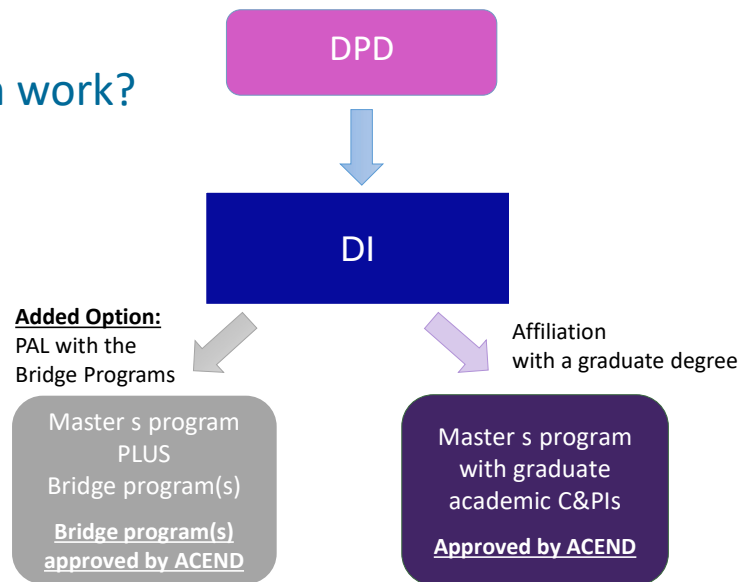 DPD
work?
DI
Added Option:
PAL with the
Bridge Programs
Affiliation
with a graduate degree
Master s program
PLUS
Bridge program(s)
Bridge program(s)
approved by ACEND
Master s program
with graduate
academic C&PIs
Approved by ACEND